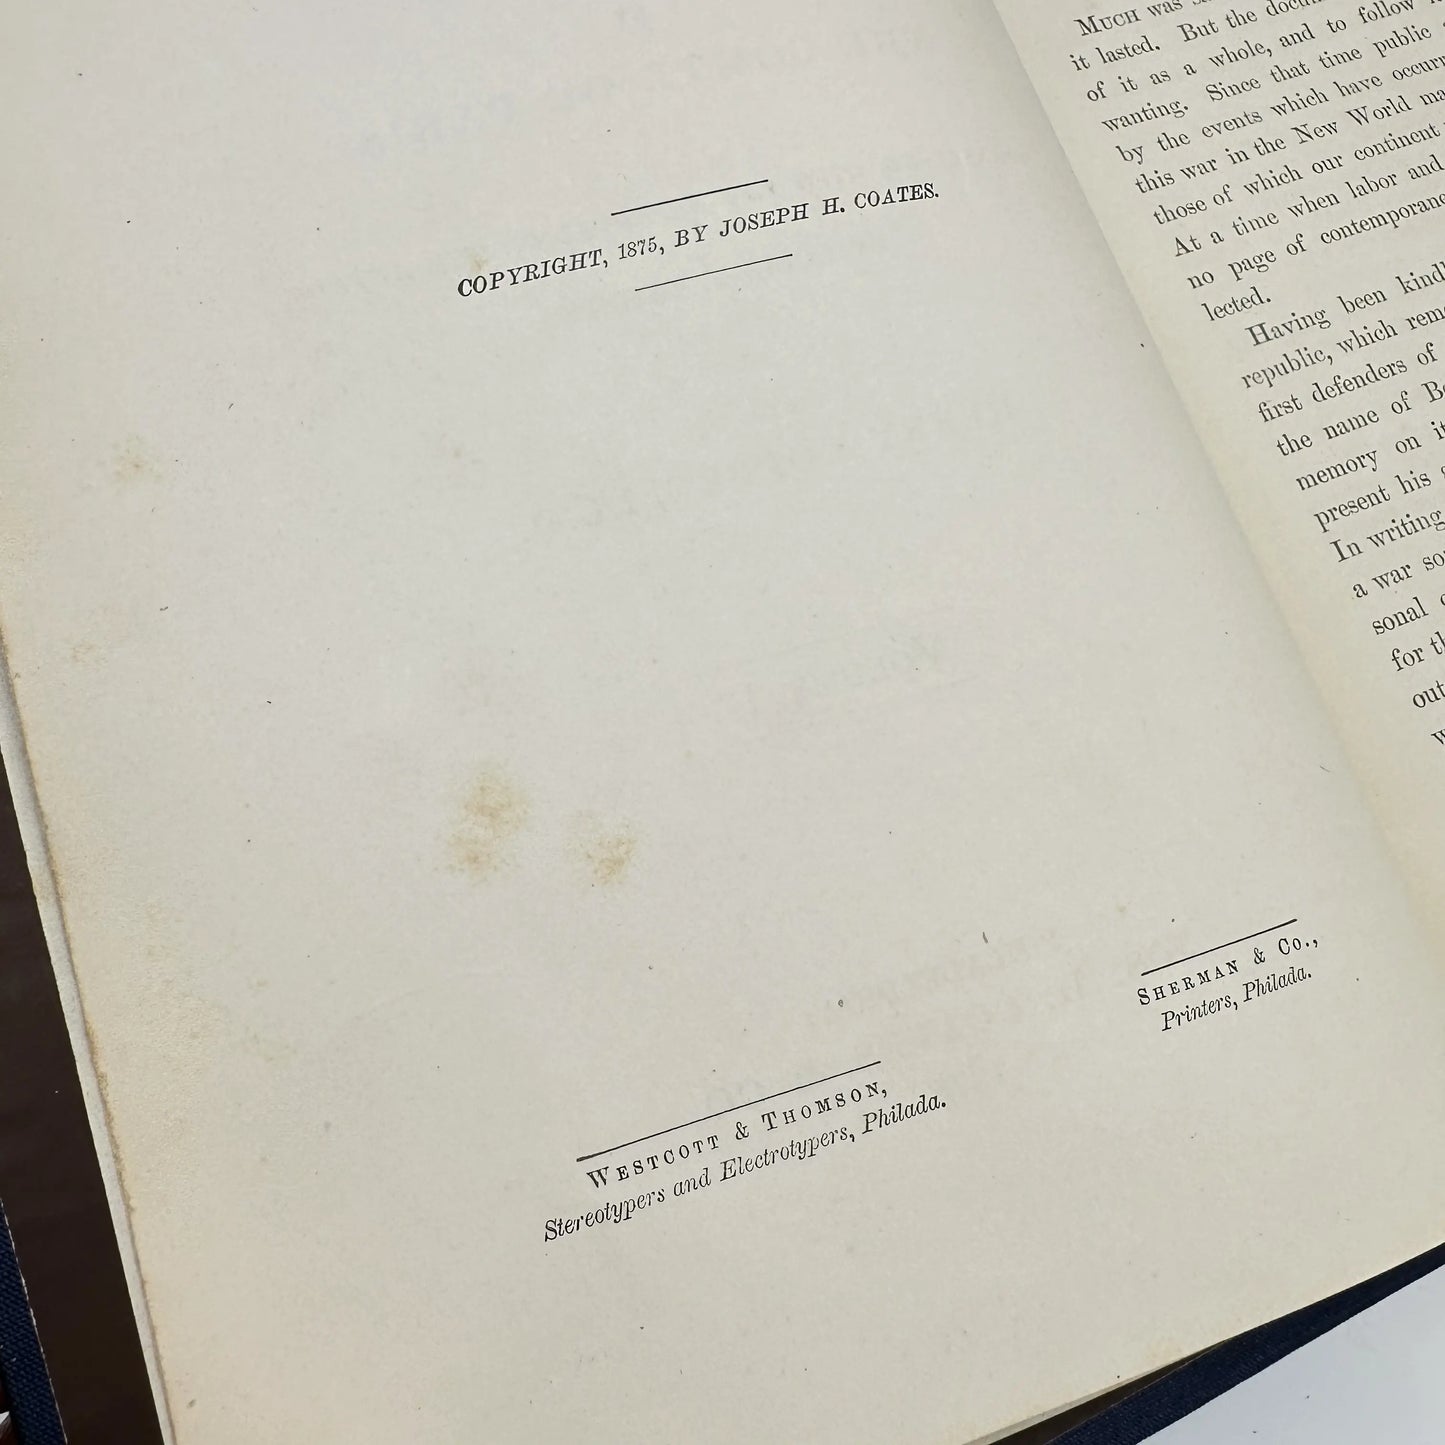 COPYRIGHT, 1875, BY JOSEPH H. COATES.
WESTCOTT & THOMSON,
Stereotypers and Electrotypers, Philada.
SHERMAN & CO.,
Printers, Philada.
MUCH was
it lasted. But the
of it as a whole, and to follow
wanting. Since that time public
by the events which have
this war in the New World
those of which our continent
At a time when labor and
no page of
lected.
Having been
republic, which
first defenders of
the name of
memory on
present his
In writing
a war
sonal
for
out